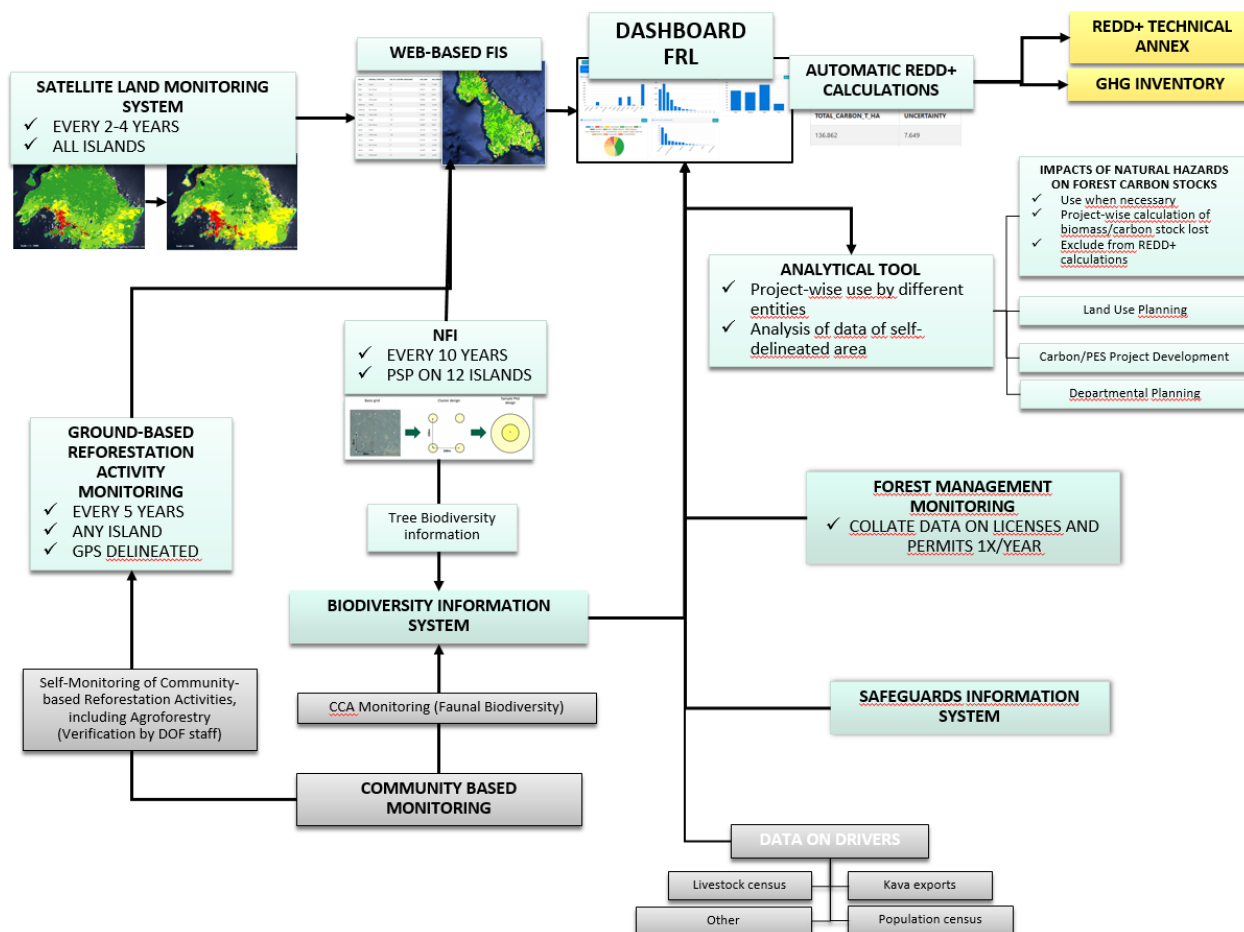 SATELLITE LAND MONITORING
SYSTEM
✓ EVERY 2-4 YEARS
✓ ALL ISLANDS
WEB-BASED FIS
DASHBOARD
FRL
AUTOMATIC REDD+
CALCULATIONS
TOTAL_CARBON_T_HA UNCERTAINTY
136.862 7.649
REDD+ TECHNICAL
ANNEX
GHG INVENTORY
IMPACTS OF NATURAL HAZARDS
ON FOREST CARBON STOCKS
✓ Use when necessary
✓ Project-wise calculation of
biomass/carbon stock lost
✓ Exclude from REDD+
calculations
ANALYTICAL TOOL
✓ Project-wise use by different
entities
✓ Analysis of data of self-
delineated area
Land Use Planning
Carbon/PES Project Development
Departmental Planning
NFI
✓ EVERY 10 YEARS
✓ PSP ON 12 ISLANDS
Base grid
Cluster design
Sample Plot
design
GROUND-BASED
REFORESTATION
ACTIVITY
MONITORING
✓ EVERY 5 YEARS
✓ ANY ISLAND
✓ GPS DELINEATED
Tree Biodiversity
information
FOREST MANAGEMENT
MONITORING
✓ COLLATE DATA ON LICENSES AND
PERMITS 1X/YEAR
BIODIVERSITY INFORMATION
SYSTEM
Self-Monitoring of Community-
based Reforestation Activities,
including Agroforestry
(Verification by DOF staff)
CCA Monitoring (Faunal Biodiversity)
SAFEGUARDS INFORMATION
SYSTEM
COMMUNITY BASED
MONITORING
DATA ON DRIVERS
Livestock census
Kava exports
Other
Population census